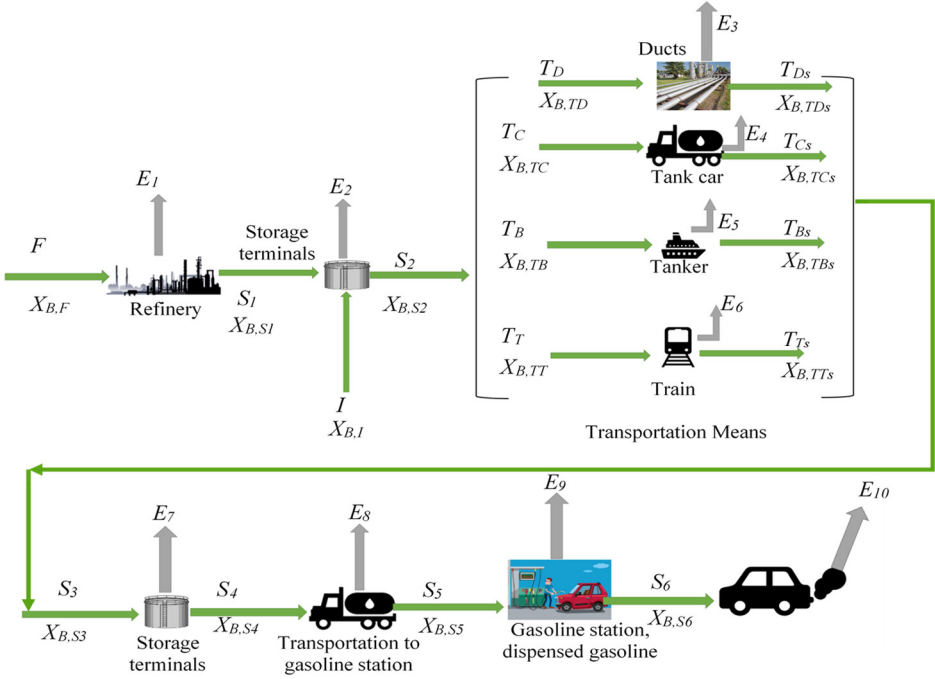 E3
Ducts
TD
XB,TD
TDs
XB,TDs
TC
XB,TC
E4
Tank car
TCs
XB,TCs
E1
E2
TB
XB,TB
E5
Tanker
TBs
XB,TBs
F
XB,F
Refinery
Storage
terminals
S1
XB,S1
S2
XB,S2
I
XB,I
E6
TT
XB,TT
Train
TTs
XB,TTs
Transportation Means
E7
E8
E9
E10
S3
XB,S3
Storage
terminals
S4
XB,S4
Transportation to
gasoline station
S5
XB,S5
Gasoline station,
dispensed gasoline
S6
XB,S6